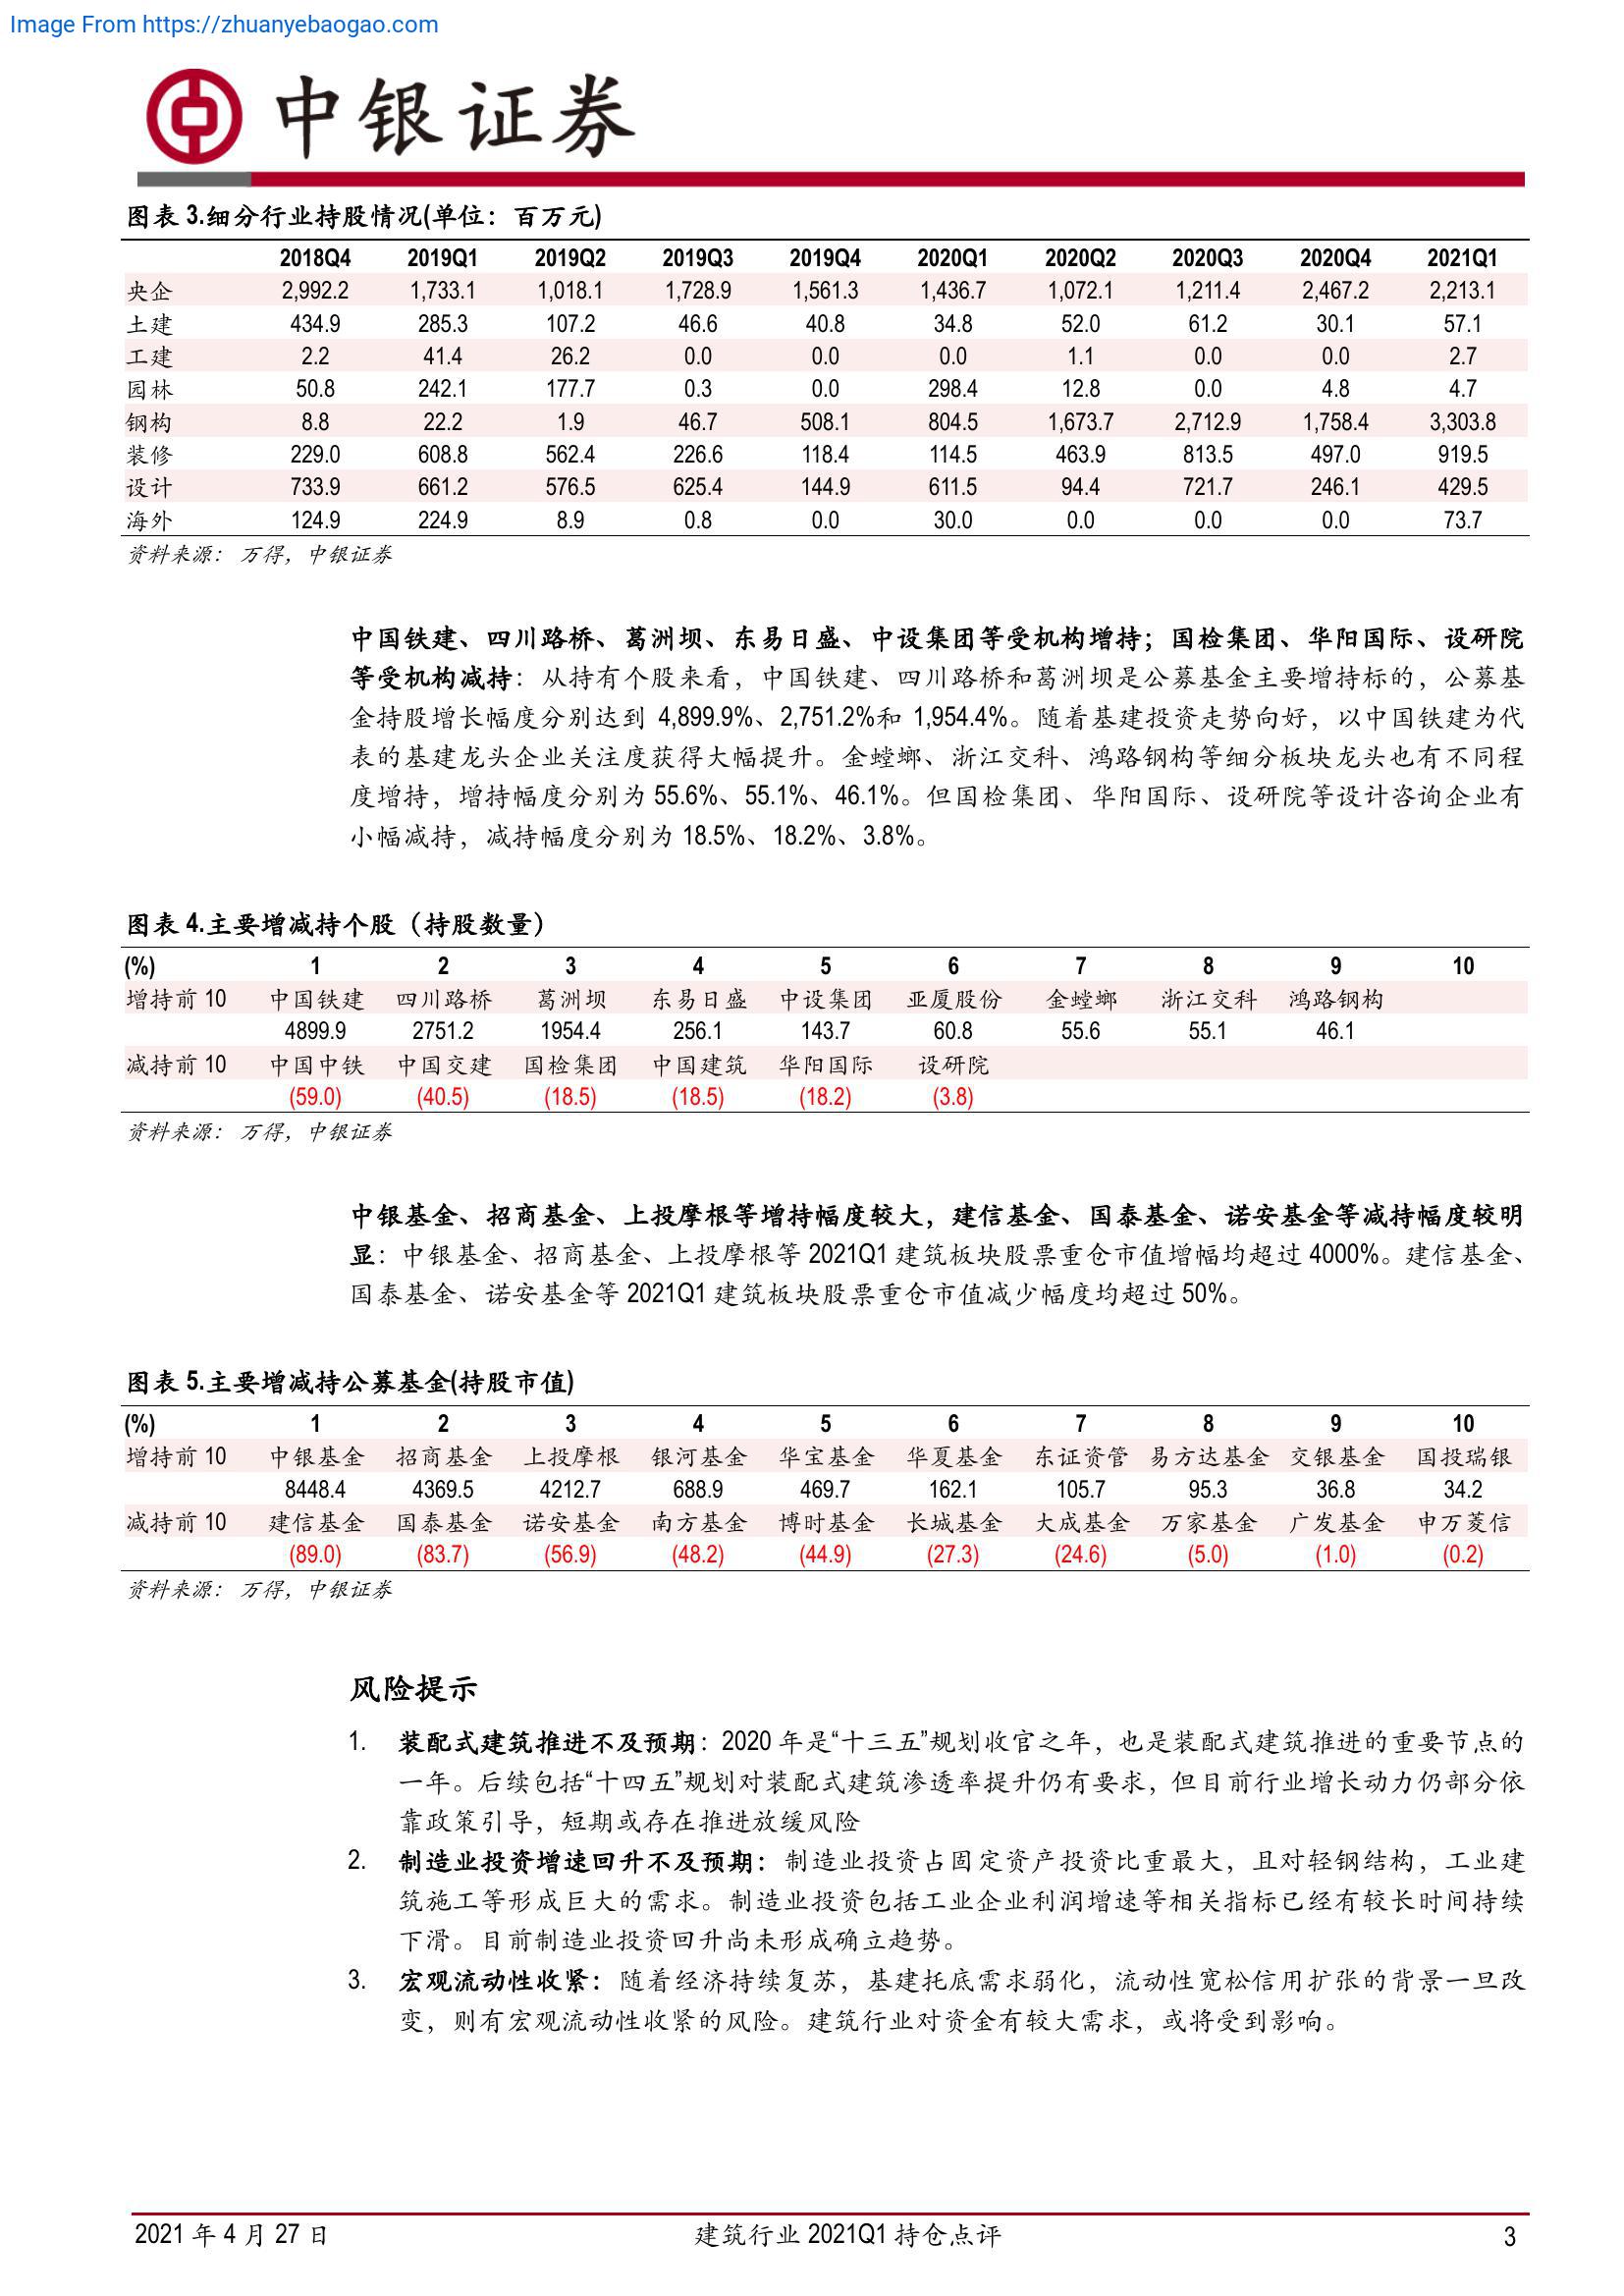 Image From https://zhuanyebaogao.com
中银证券
图表 3.细分行业持股情况(单位：百万元)
2018Q4 2019Q1 2019Q2 2019Q3 2019Q4 2020Q1 2020Q2 2020Q3 2020Q4 2021Q1
央企 2,992.2 1,733.1 1,018.1 1,728.9 1,561.3 1,436.7 1,072.1 1,211.4 2,467.2 2,213.1
土建 434.9 285.3 107.2 46.6 40.8 34.8 52.0 61.2 30.1 57.1
工建 2.2 41.4 26.2 0.0 0.0 0.0 1.1 0.0 0.0 2.7
园林 50.8 242.1 177.7 0.3 0.0 298.4 12.8 0.0 4.8 4.7
钢构 8.8 22.2 1.9 46.7 508.1 804.5 1,673.7 2,712.9 1,758.4 3,303.8
装修 229.0 608.8 562.4 226.6 118.4 114.5 463.9 813.5 497.0 919.5
设计 733.9 661.2 576.5 625.4 144.9 611.5 94.4 721.7 246.1 429.5
海外 124.9 224.9 8.9 0.8 0.0 30.0 0.0 0.0 0.0 73.7
资料来源：万得，中银证券
中国铁建、四川路桥、葛洲坝、东易日盛、中设集团等受机构增持；国检集团、华阳国际、设研院
等受机构减持：从持有个股来看，中国铁建、四川路桥和葛洲坝是公募基金主要增持标的，公募基
金持股增长幅度分别达到 4,899.9%、2,751.2%和 1,954.4%。随着基建投资走势向好，以中国铁建为代
表的基建龙头企业关注度获得大幅提升。金螳螂、浙江交科、鸿路钢构等细分板块龙头也有不同程
度增持，增持幅度分别为 55.6%、55.1%、46.1%。但国检集团、华阳国际、设研院等设计咨询企业有
小幅减持，减持幅度分别为 18.5%、18.2%、3.8%。
图表 4.主要增减持个股（持股数量）
(%) 1 2 3 4 5 6 7 8 9 10
增持前 10 中国铁建 四川路桥 葛洲坝 东易日盛 中设集团 亚厦股份 金螳螂 浙江交科 鸿路钢构
4899.9 2751.2 1954.4 256.1 143.7 60.8 55.6 55.1 46.1
减持前 10 中国中铁 中国交建 国检集团 中国建筑 华阳国际 设研院
(59.0) (40.5) (18.5) (18.5) (18.2) (3.8)
资料来源：万得，中银证券
中银基金、招商基金、上投摩根等增持幅度较大，建信基金、国泰基金、诺安基金等减持幅度较明
显：中银基金、招商基金、上投摩根等 2021Q1 建筑板块股票重仓市值增幅均超过 4000%。建信基金、
国泰基金、诺安基金等 2021Q1 建筑板块股票重仓市值减少幅度均超过 50%。
图表 5.主要增减持公募基金(持股市值)
(%) 1 2 3 4 5 6 7 8 9 10
增持前 10 中银基金 招商基金 上投摩根 银河基金 华宝基金 华夏基金 东证资管 易方达基金 交银基金 国投瑞银
8448.4 4369.5 4212.7 688.9 469.7 162.1 105.7 95.3 36.8 34.2
减持前 10 建信基金 国泰基金 诺安基金 南方基金 博时基金 长城基金 大成基金 万家基金 广发基金 申万菱信
(89.0) (83.7) (56.9) (48.2) (44.9) (27.3) (24.6) (5.0) (1.0) (0.2)
资料来源：万得，中银证券
风险提示
1. 装配式建筑推进不及预期：2020 年是“十三五”规划收官之年，也是装配式建筑推进的重要节点的
一年。后续包括“十四五”规划对装配式建筑渗透率提升仍有要求，但目前行业增长动力仍部分依
靠政策引导，短期或存在推进放缓风险
2. 制造业投资增速回升不及预期：制造业投资占固定资产投资比重最大，且对轻钢结构，工业建
筑施工等形成巨大的需求。制造业投资包括工业企业利润增速等相关指标已经有较长时间持续
下滑。目前制造业投资回升尚未形成确立趋势。
3. 宏观流动性收紧：随着经济持续复苏，基建托底需求弱化，流动性宽松信用扩张的背景一旦改
变，则有宏观流动性收紧的风险。建筑行业对资金有较大需求，或将受到影响。
2021 年 4 月 27 日 建筑行业 2021Q1 持仓点评 3